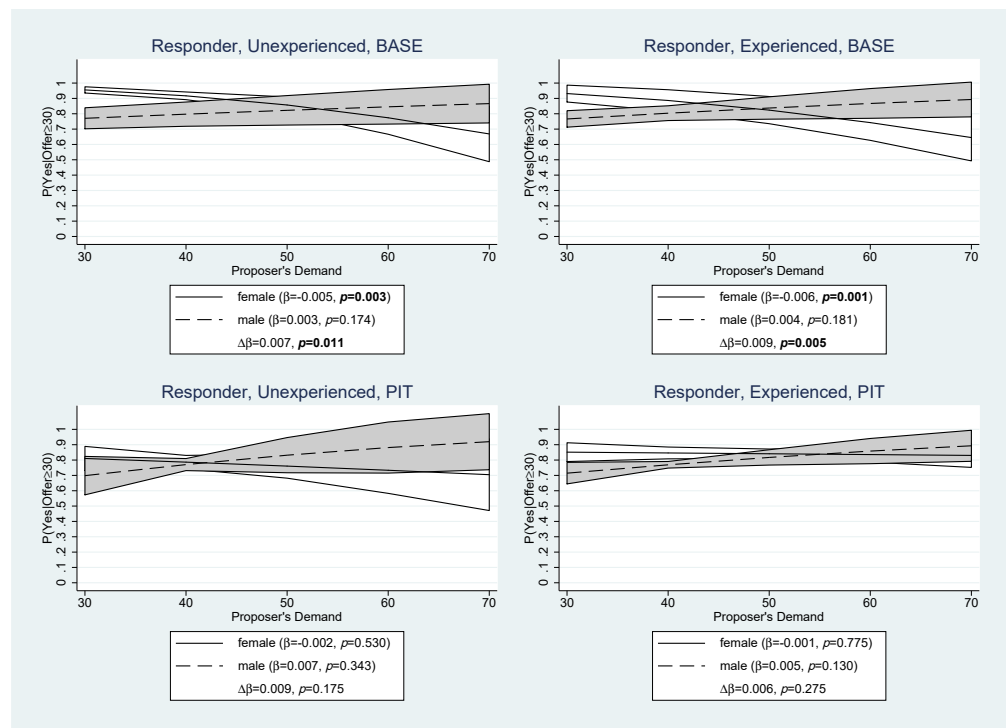 Responder, Unexperienced, BASE
P(Yes|Offer≥30)
0 .1 .2 .3 .4 .5 .6 .7 .8 .9 1
30 40 50 60 70
Proposer's Demand
female (β=-0.005, p=0.003)
male (β=0.003, p=0.174)
Δβ=0.007, p=0.011
Responder, Experienced, BASE
P(Yes|Offer≥30)
0 .1 .2 .3 .4 .5 .6 .7 .8 .9 1
30 40 50 60 70
Proposer's Demand
female (β=-0.006, p=0.001)
male (β=0.004, p=0.181)
Δβ=0.009, p=0.005
Responder, Unexperienced, PIT
P(Yes|Offer≥30)
0 .1 .2 .3 .4 .5 .6 .7 .8 .9 1
30 40 50 60 70
Proposer's Demand
female (β=-0.002, p=0.530)
male (β=0.007, p=0.343)
Δβ=0.009, p=0.175
Responder, Experienced, PIT
P(Yes|Offer≥30)
0 .1 .2 .3 .4 .5 .6 .7 .8 .9 1
30 40 50 60 70
Proposer's Demand
female (β=-0.001, p=0.775)
male (β=0.005, p=0.130)
Δβ=0.006, p=0.275